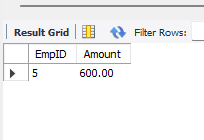 Result Grid Filter Rows:
EmpID Amount
5 600.00